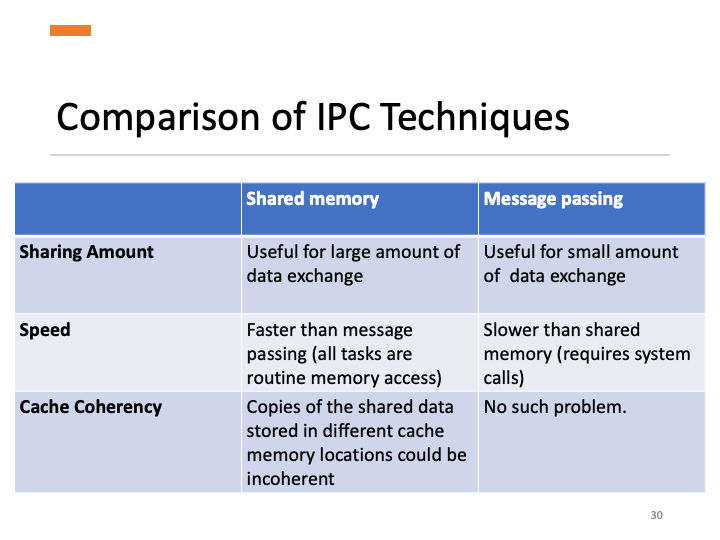 Comparison of IPC Techniques
Shared memory
Message passing
Sharing Amount
Useful for large amount of
data exchange
Useful for small amount
of  data exchange
Speed
Faster than message
passing (all tasks are
routine memory access)
Slower than shared
memory (requires system
calls)
Cache Coherency
Copies of the shared data
stored in different cache
memory locations could be
incoherent
No such problem.
30